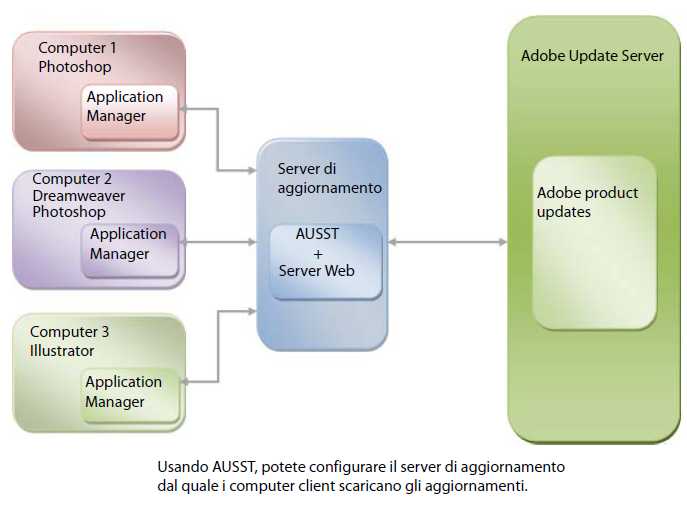 Computer 1
Photoshop
Application
Manager
Computer 2
Dreamweaver
Photoshop
Application
Manager
Computer 3
Illustrator
Application
Manager
Server di
aggiornamento
AUSST
+
Server Web
Adobe Update Server
Adobe product
updates
Usando AUSST, potete configurare il server di aggiornamento
dal quale i computer client scaricano gli aggiornamenti.